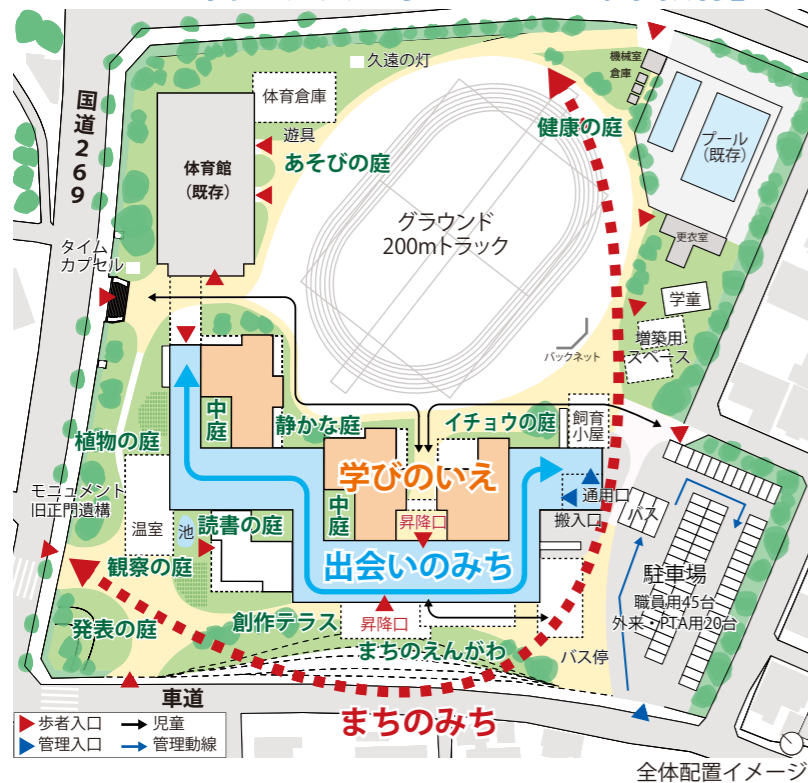 久遠の灯
機械室
倉庫
体育倉庫
国道269
遊具
健康の庭
プール
(既存)
体育館
(既存)
あそびの庭
グラウンド
200mトラック
更衣室
タイム
カプセル
学童
増築用
スペース
バックネット
中庭
静かな庭
イチョウの庭
飼育
小屋
植物の庭
学びのいえ
モニュメント
旧正門遺構
中庭
通用口
バス
搬入口
温室
池
読書の庭
昇降口
観察の庭
出会いのみち
駐車場
職員用45台
外来・PTA用20台
発表の庭
創作テラス
昇降口
まちのえんがわ
バス停
車道
まちのみち
歩者入口
児童
管理入口
管理動線
全体配置イメージ